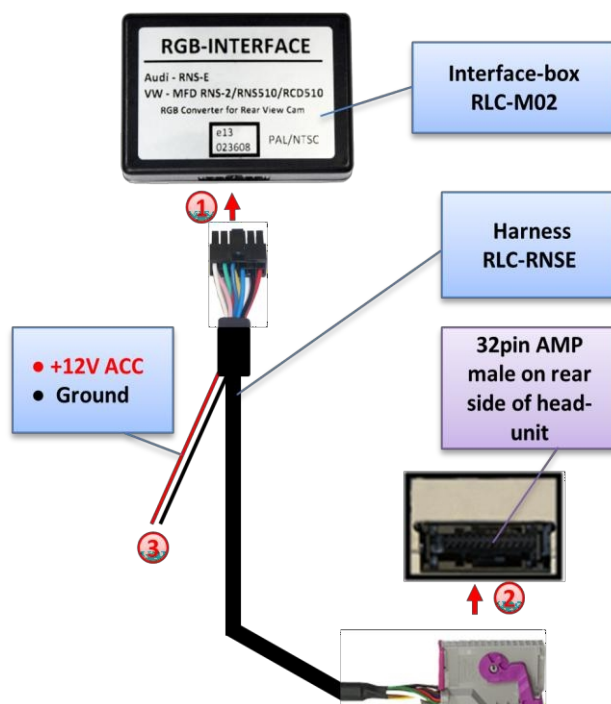 RGB-INTERFACE
Audi - RNS-E
VW - MFD RNS-2/RNS510/RCD510
RGB Converter for Rear View Cam
e13
023608
PAL/NTSC
Interface-box
RLC-M02
1
Harness
RLC-RNSE
• +12V ACC
• Ground
32pin AMP
male on rear
side of head-
unit
3
2